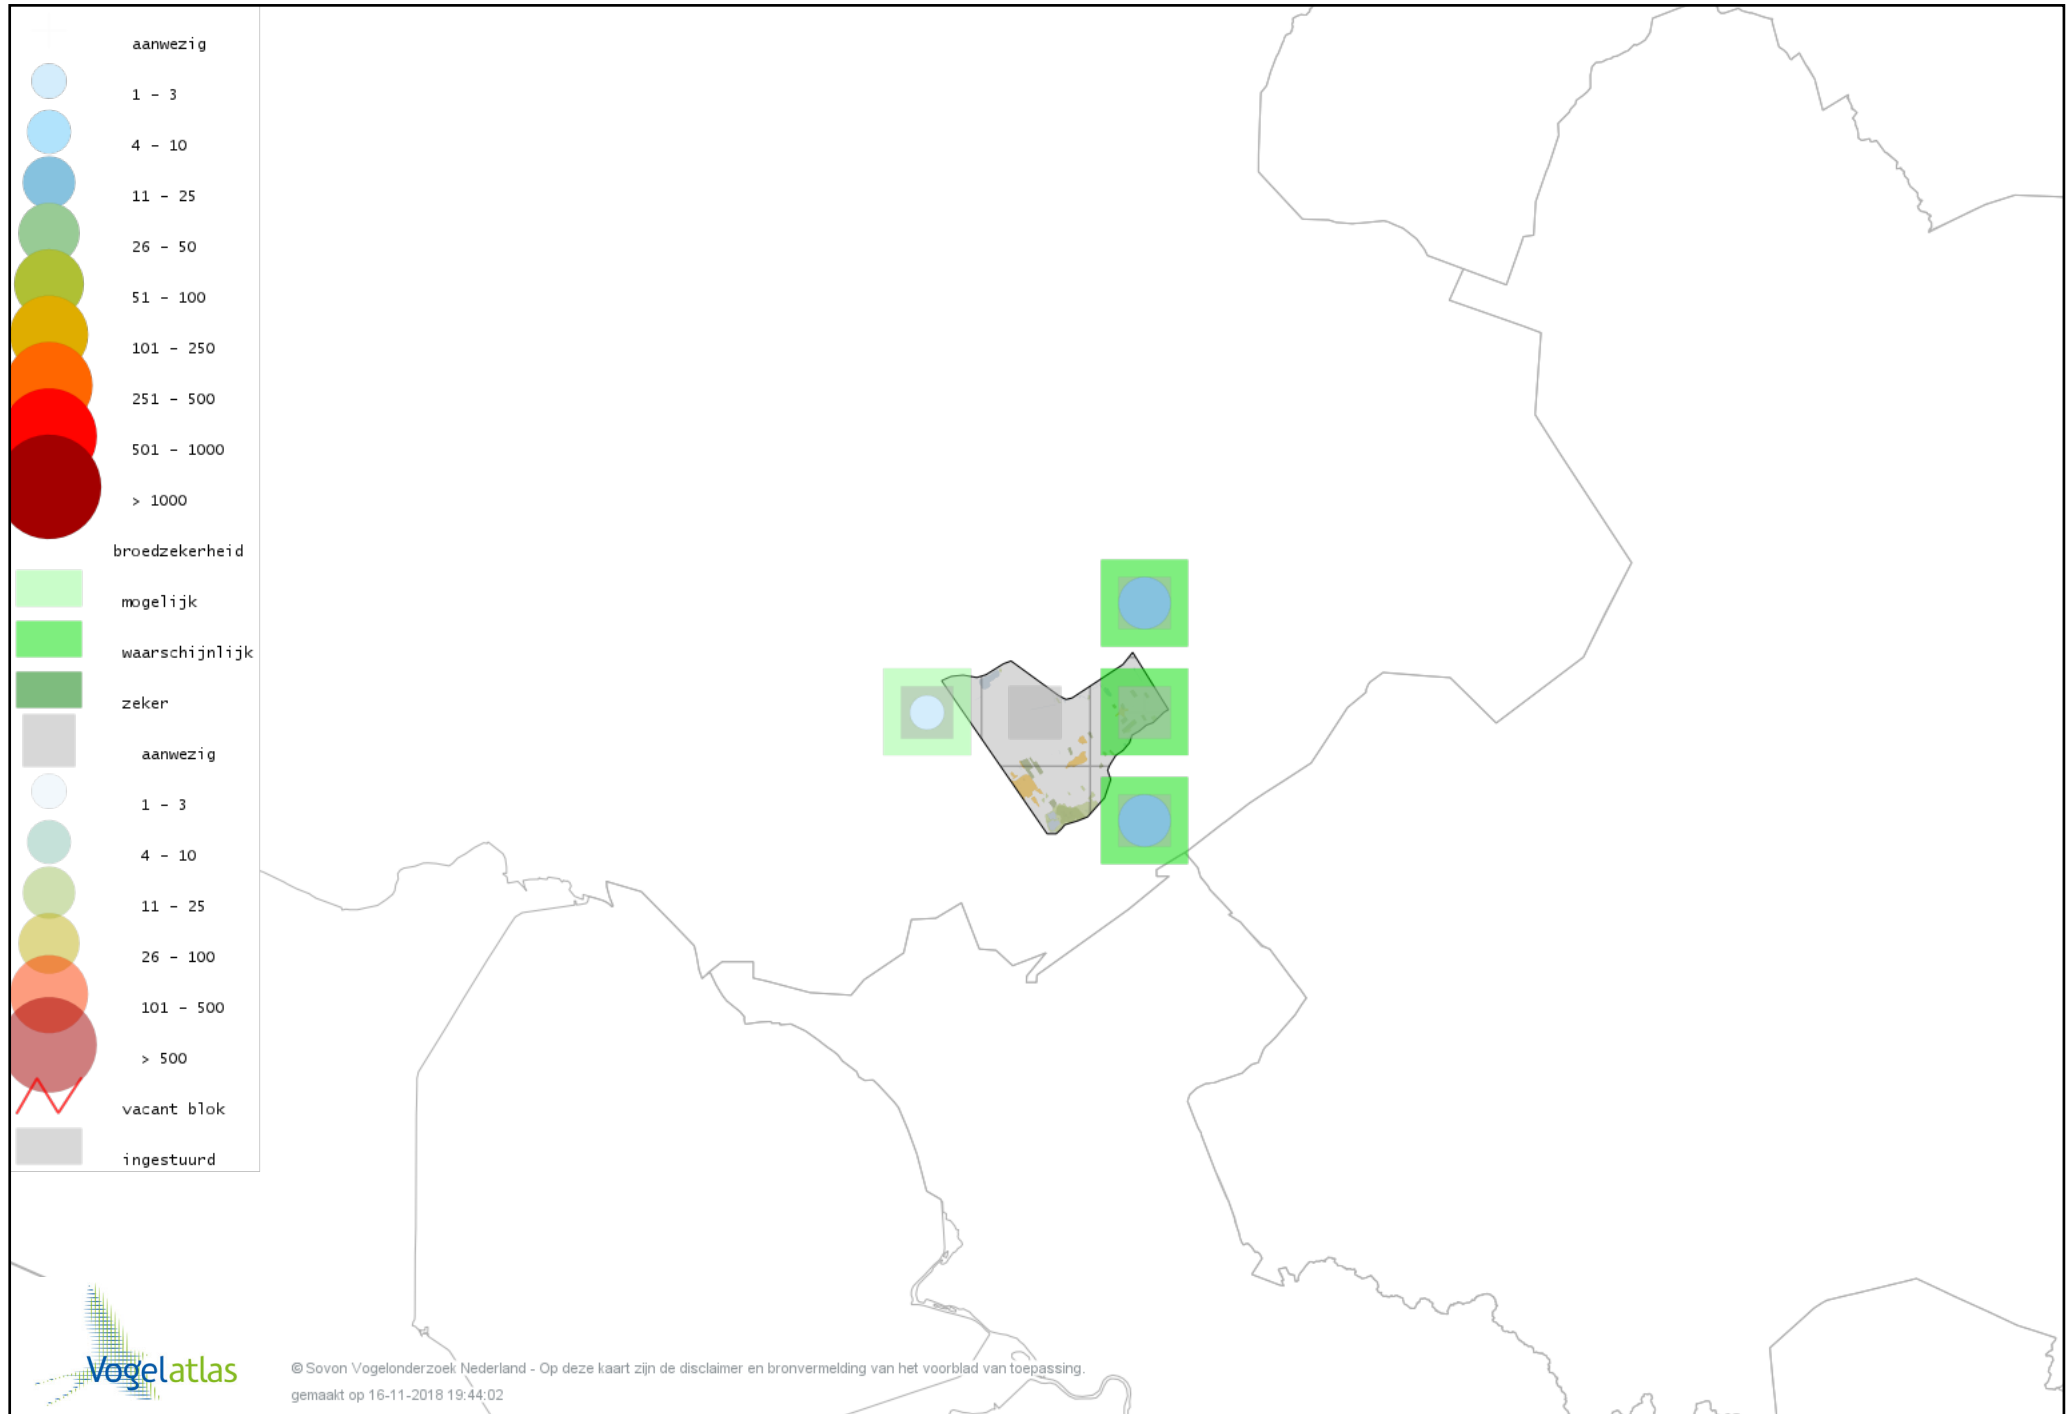 aanwezig
1 - 3
4 - 10
11 - 25
26 - 50
51 - 100
101 - 250
251 - 500
501 - 1000
> 1000
broedzekerheid
mogelijk
waarschijnlijk
zeker
aanwezig
1 - 3
4 - 10
11 - 25
26 - 100
101 - 500
> 500
vacant blok
ingestuurd
Vogelatlas
© Sovon Vogelonderzoek Nederland - Op deze kaart zijn de disclaimer en bronvermelding van het voorblad van toepassing.
gemaakt op 16-11-2018 19:44:02